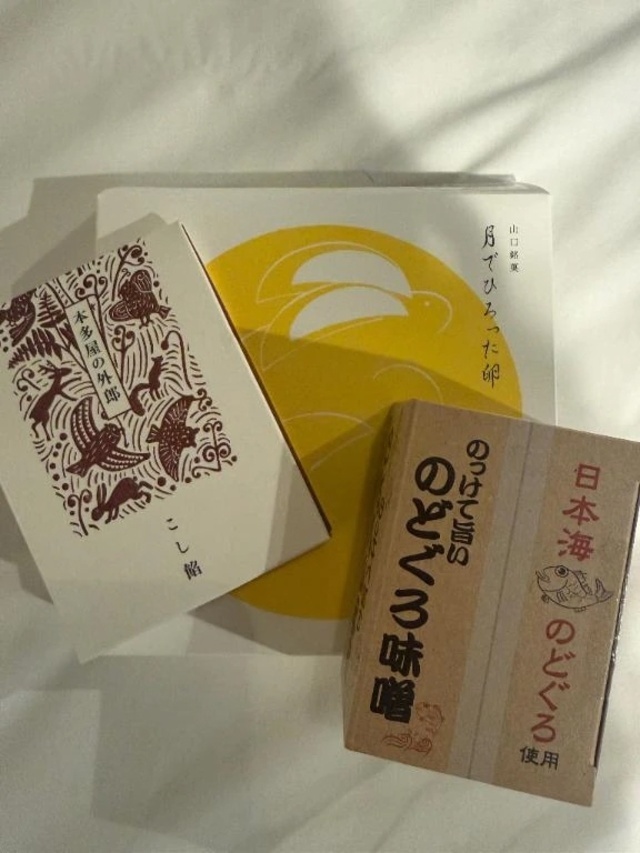 山口銘菓
月でひろった卵
本多屋の外郎
こし餡
のっけて旨い
のどぐろ味噌
日本海
のどぐろ
使用